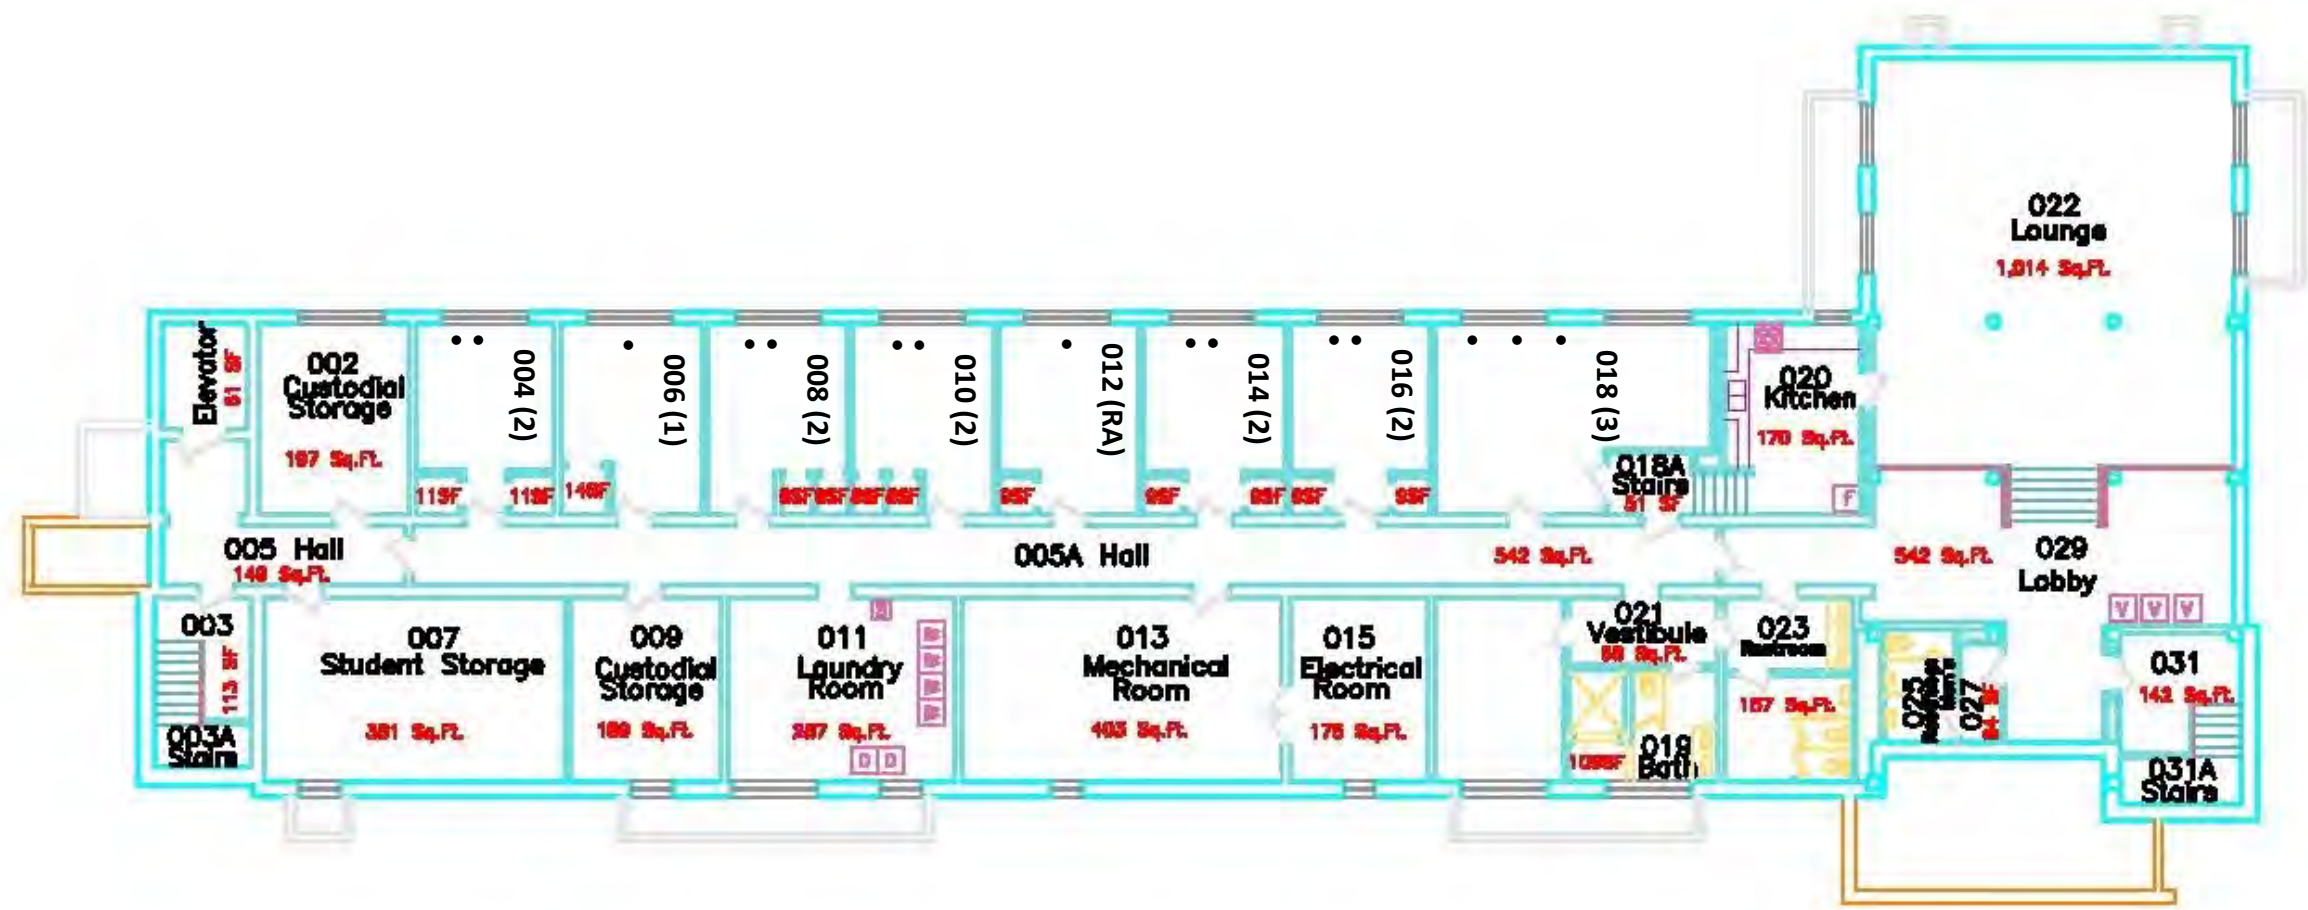 022
Lounge
1,014 Sq.Ft.
Elevator
61 SF
002
Custodial
Storage
197 Sq.Ft.
004 (2)
11SF
11SF
006 (1)
14SF
008 (2)
010 (2)
012 (RA)
9SF
014 (2)
9SF
9SF
016 (2)
9SF
9SF
018 (3)
018A
Stairs
51 SF
020
Kitchen
170 Sq.Ft.
F
005 Hall
149 Sq.Ft.
005A Hall
542 Sq.Ft.
542 Sq.Ft.
029
Lobby
V V V
003
113 SF
003A
Stairs
007
Student Storage
381 Sq.Ft.
009
Custodial
Storage
189 Sq.Ft.
011
Laundry
Room
287 Sq.Ft.
D D
013
Mechanical
Room
403 Sq.Ft.
015
Electrical
Room
175 Sq.Ft.
021
Vestibule
Sq.Ft.
019
Bath
023
Restroom
167 Sq.Ft.
025
027
031
142 Sq.Ft.
031A
Stairs